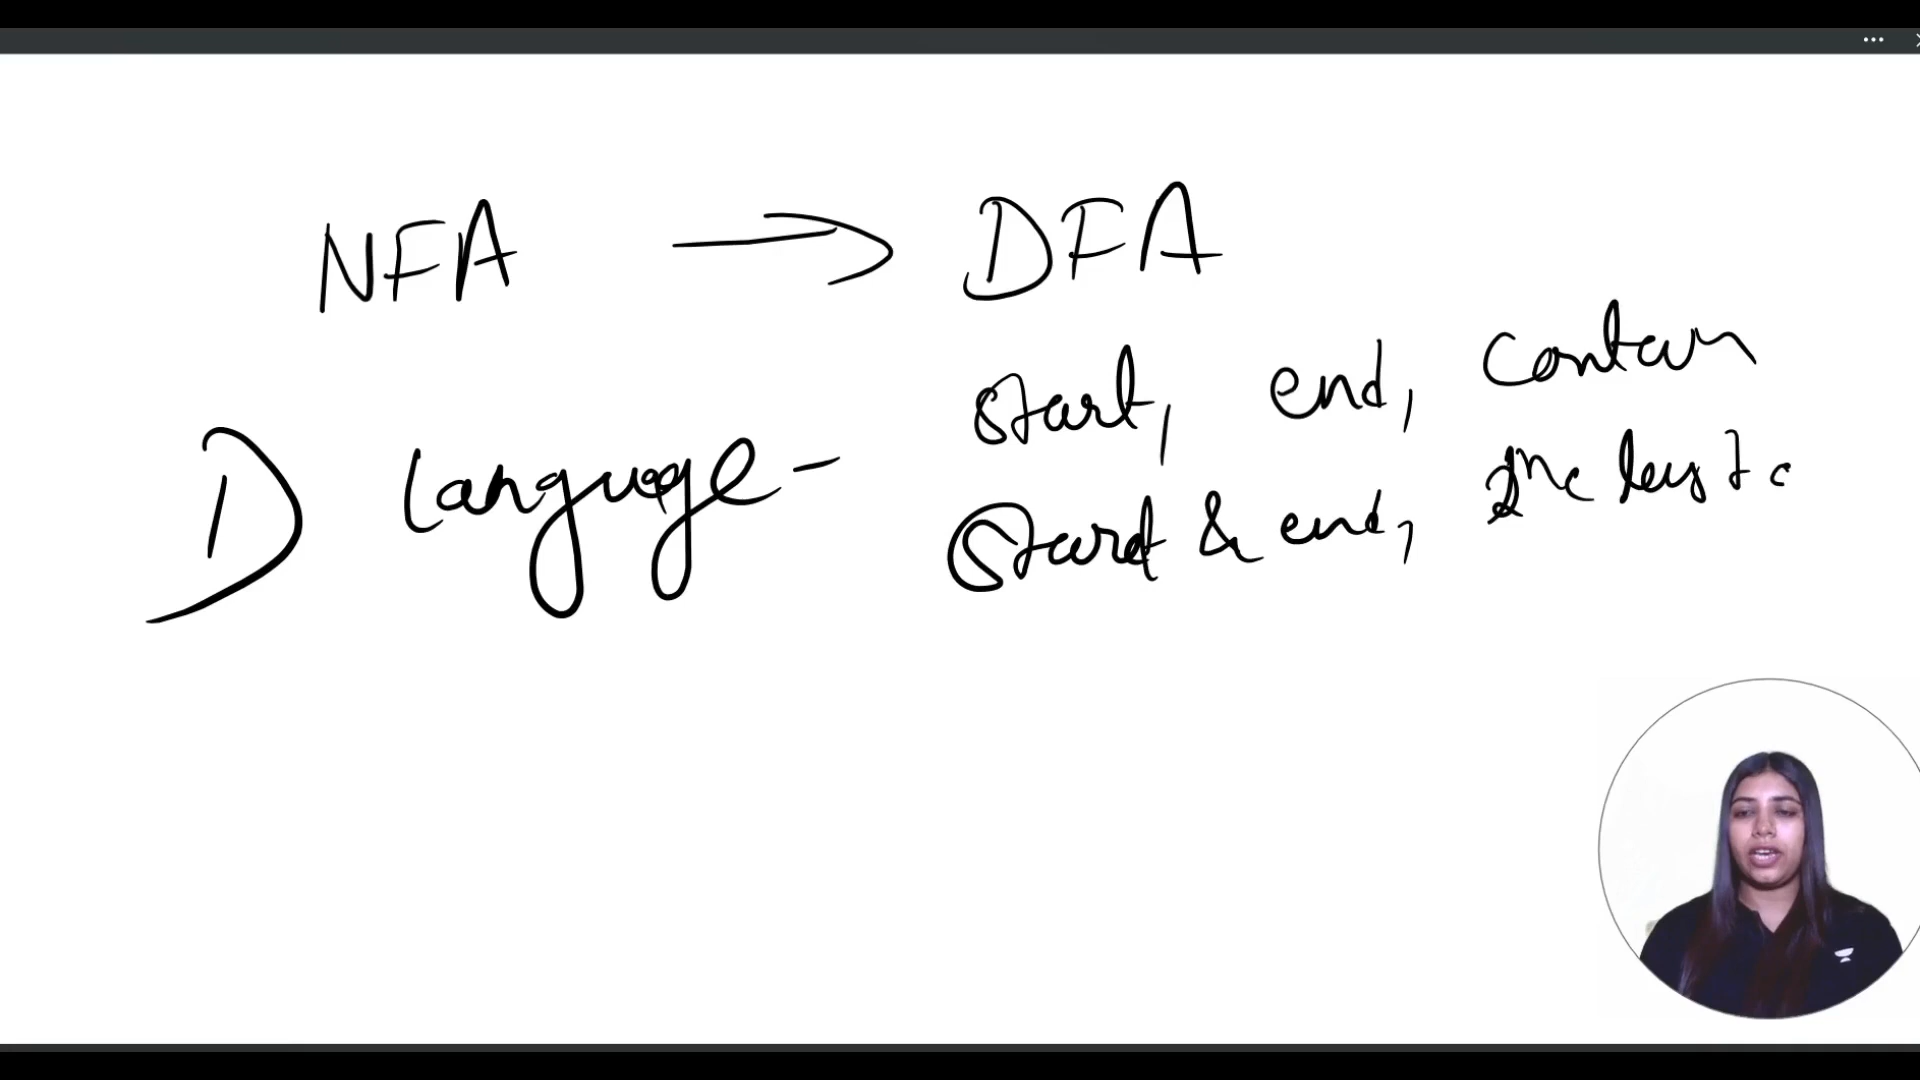 NFA → DFA
start, end, contain
1) Language -
start & end,